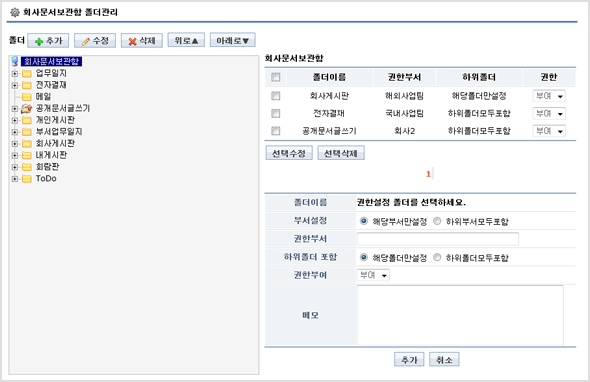 회사문서보관함 폴더관리
폴더 추가 수정 삭제 위로▲ 아래로▼
회사문서보관함
업무일지
전자결재
메일
공개문서글쓰기
개인게시판
부서업무일지
회사게시판
내게시판
회람판
ToDo
회사문서보관함
폴더이름 권한부서 하위폴더 권한
회사게시판 해외사업팀 해당폴더만설정 부여
전자결재 국내사업팀 하위폴더모두포함 부여
공개문서글쓰기 회사2 하위폴더모두포함 부여
선택수정 선택삭제
1
폴더이름 권한설정 폴더를 선택하세요.
부서설정 해당부서만설정 하위부서모두포함
권한부서
하위폴더 포함 해당폴더만설정 하위폴더모두포함
권한부여 부여
메모
추가 취소